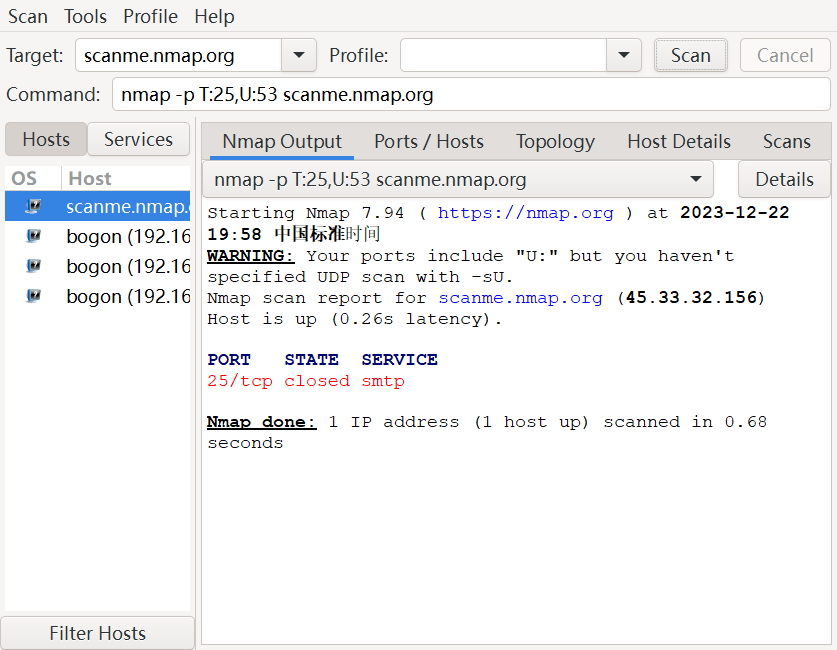 Scan Tools Profile Help
Target: scanme.nmap.org Profile: Scan Cancel
Command: nmap -p T:25,U:53 scanme.nmap.org
Hosts Services
OS Host
scanme.nmap.
bogon (192.16
bogon (192.16
bogon (192.16
Filter Hosts
Nmap Output Ports / Hosts Topology Host Details Scans
nmap -p T:25,U:53 scanme.nmap.org Details
Starting Nmap 7.94 ( https://nmap.org ) at 2023-12-22
19:58 中国标准时间
WARNING: Your ports include "U:" but you haven't
specified UDP scan with -sU.
Nmap scan report for scanme.nmap.org (45.33.32.156)
Host is up (0.26s latency).
PORT STATE SERVICE
25/tcp closed smtp
Nmap done: 1 IP address (1 host up) scanned in 0.68
seconds